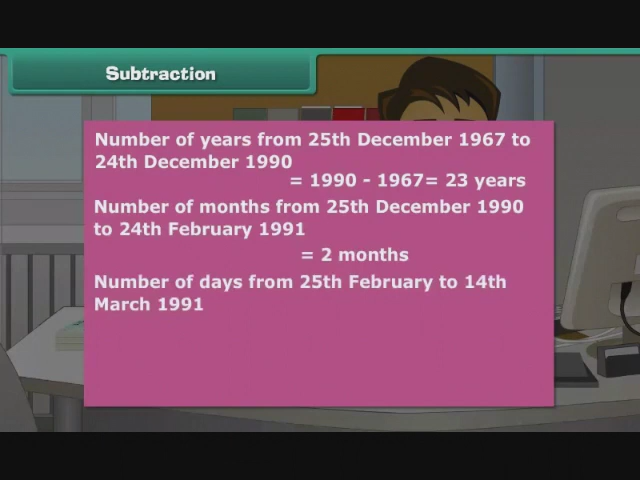 Subtraction
Number of years from 25th December 1967 to
24th December 1990
= 1990 - 1967= 23 years
Number of months from 25th December 1990
to 24th February 1991
= 2 months
Number of days from 25th February to 14th
March 1991